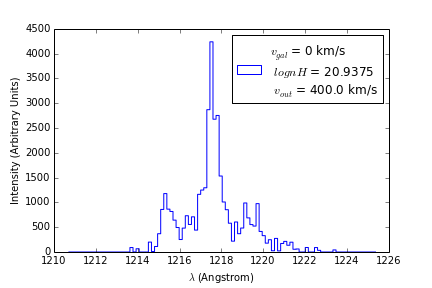 4500
4000
3500
3000
2500
2000
1500
1000
500
0
Intensity (Arbitrary Units)
v_gal = 0 km/s
lognH = 20.9375
v_out = 400.0 km/s
1210 1212 1214 1216 1218 1220 1222 1224 1226
λ (Angstrom)